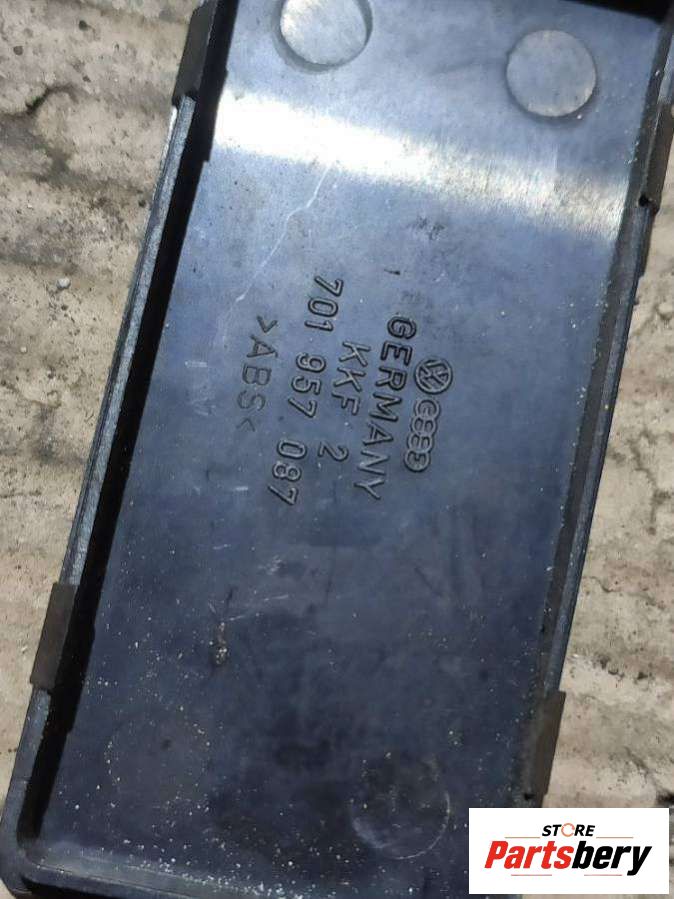 GERMANY
KKF 2
701 957 087
>ABS<
STORE
Partsbery